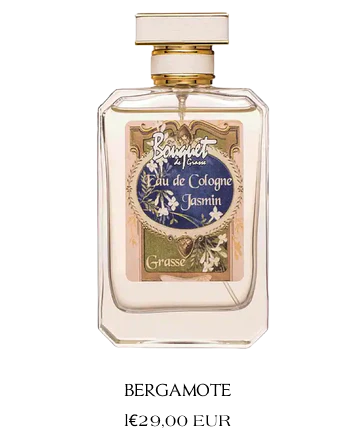 Bouquet
de Grasse
Eau de Cologne
Jasmin
Grasse
BERGAMOTE
l€29,00 EUR